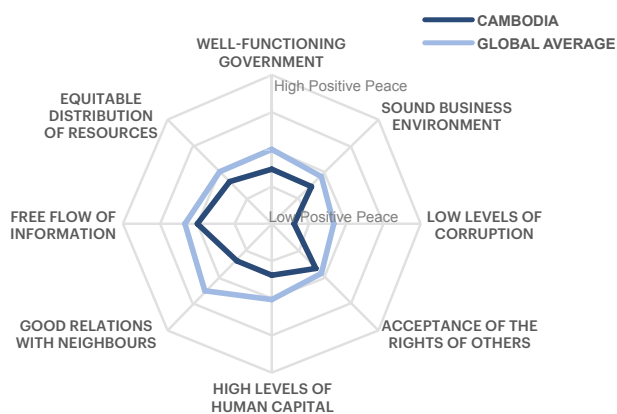 CAMBODIA
GLOBAL AVERAGE
WELL-FUNCTIONING
GOVERNMENT
High Positive Peace
EQUITABLE
DISTRIBUTION
OF RESOURCES
SOUND BUSINESS
ENVIRONMENT
FREE FLOW OF
INFORMATION
Low Positive Peace
LOW LEVELS OF
CORRUPTION
GOOD RELATIONS
WITH NEIGHBOURS
ACCEPTANCE OF THE
RIGHTS OF OTHERS
HIGH LEVELS OF
HUMAN CAPITAL